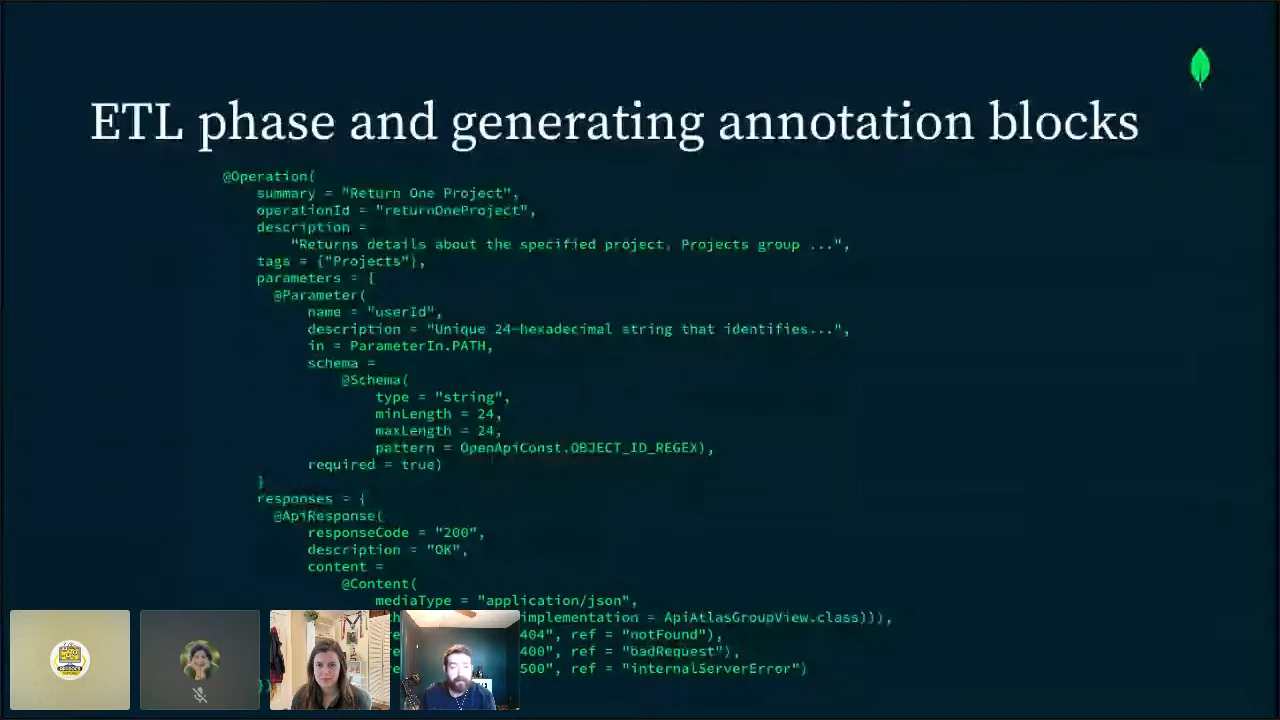 ETL phase and generating annotation blocks
@Operation(
summary = "Return One Project",
operationId = "returnOneProject",
description =
"Returns details about the specified project. Projects group ...",
tags = {"Projects"},
parameters = {
@Parameter(
name = "userId",
description = "Unique 24-hexadecimal string that identifies...",
in = ParameterIn.PATH,
schema =
@Schema(
type = "string",
minLength = 24,
maxLength = 24,
pattern = OpenApiConst.OBJECT_ID_REGEX),
required = true)
}
responses = {
@ApiResponse(
responseCode = "200",
description = "OK",
content =
@Content(
mediaType = "application/json",
implementation = ApiAtlasGroupView.class))),
404", ref = "notFound"),
400", ref = "badRequest"),
500", ref = "internalServerError")
})